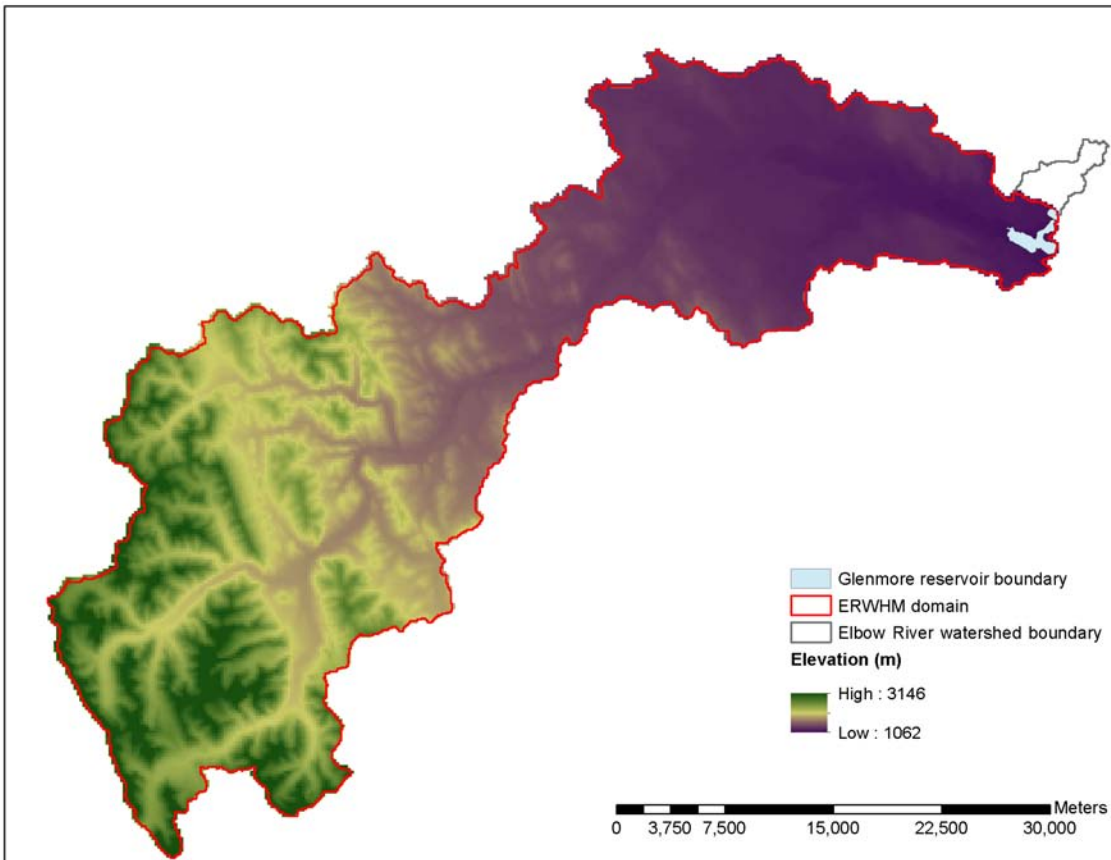 Glenmore reservoir boundary
ERWHM domain
Elbow River watershed boundary
Elevation (m)
High : 3146
Low : 1062
Meters
0 3,750 7,500 15,000 22,500 30,000